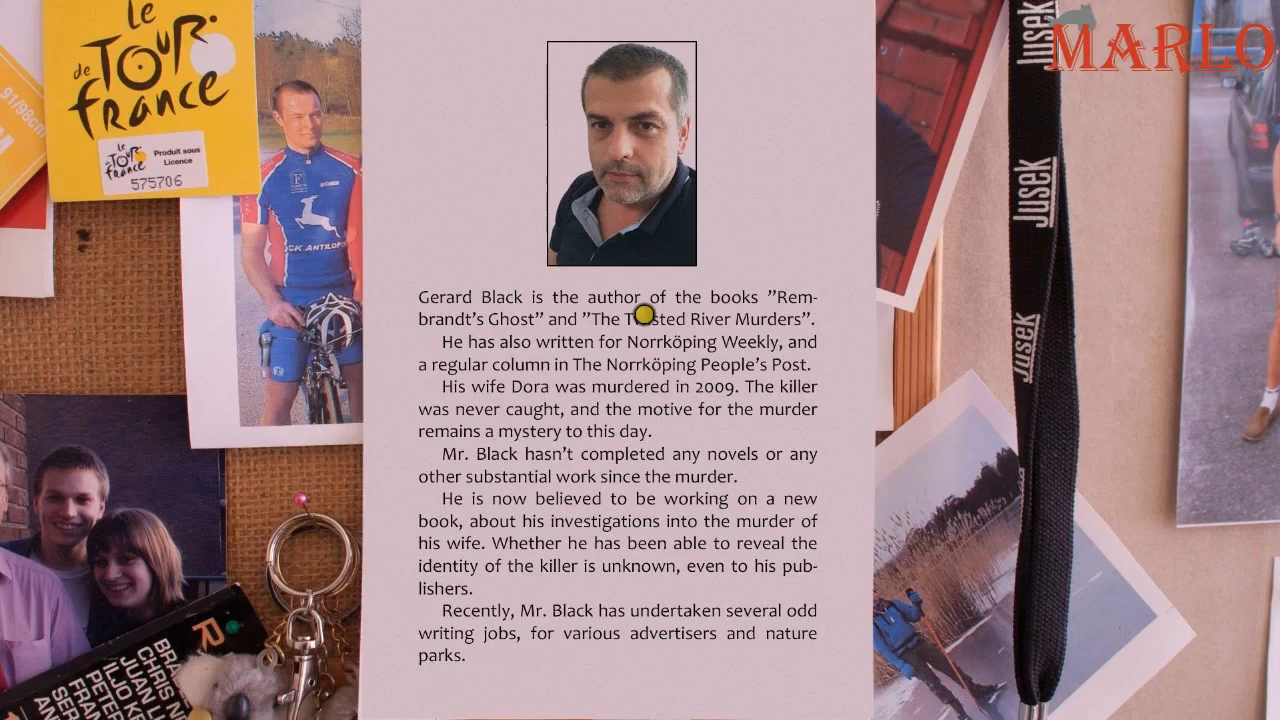 Le
TOUR
de
france
91/98cm
Le
TOUR
de
france
Produit sous
Licence
575706
Jusek
MARLO
Jusek
Jusek
Gerard Black is the author of the books ”Rem-
brandt’s Ghost” and ”The Twisted River Murders”.
He has also written for Norrköping Weekly, and
a regular column in The Norrköping People’s Post.
His wife Dora was murdered in 2009. The killer
was never caught, and the motive for the murder
remains a mystery to this day.
Mr. Black hasn’t completed any novels or any
other substantial work since the murder.
He is now believed to be working on a new
book, about his investigations into the murder of
his wife. Whether he has been able to reveal the
identity of the killer is unknown, even to his pub-
lishers.
Recently, Mr. Black has undertaken several odd
writing jobs, for various advertisers and nature
parks.